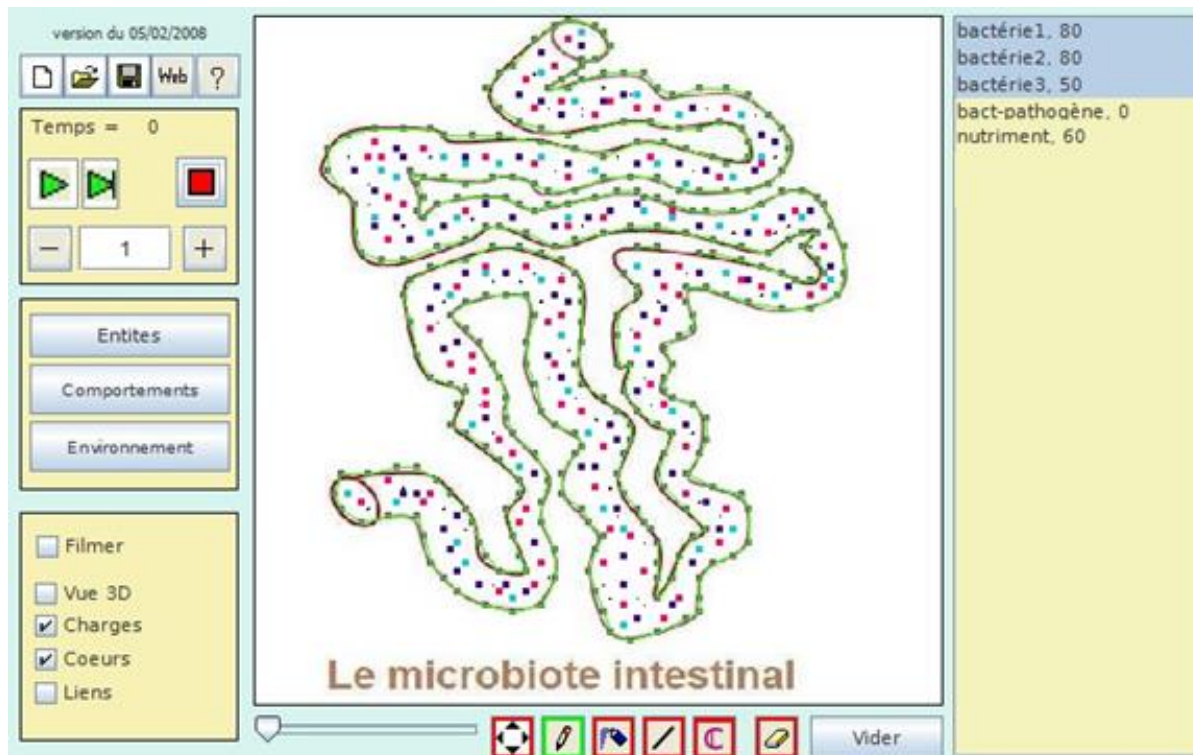 version du 05/02/2008
Web ?
Temps = 0
− 1 +
Entites
Comportements
Environnement
Filmer
Vue 3D
Charges
Coeurs
Liens
Le microbiote intestinal
C
Vider
bactérie1, 80
bactérie2, 80
bactérie3, 50
bact-pathogène, 0
nutriment, 60